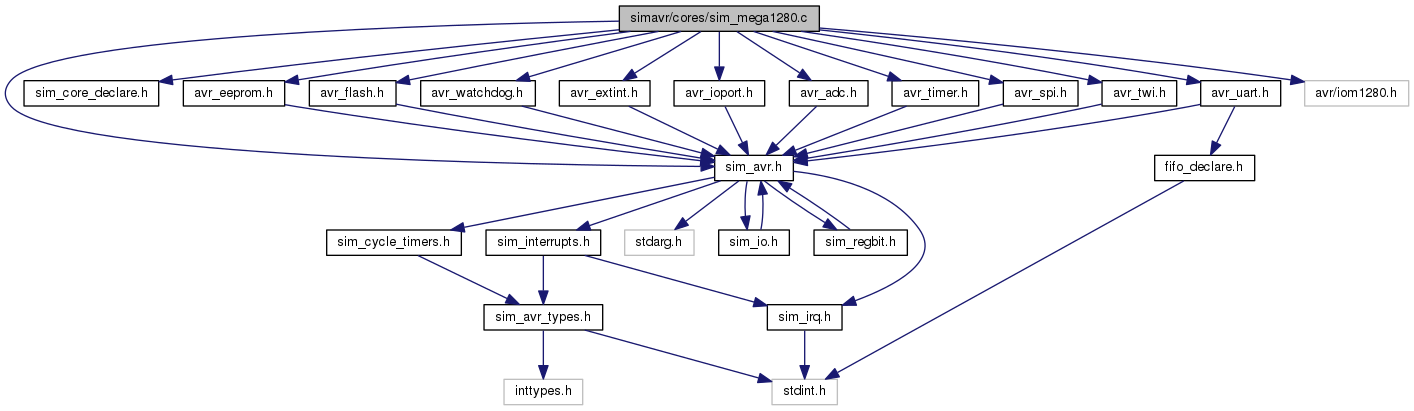 simavr/cores/sim_mega1280.c
sim_core_declare.h
avr_eeprom.h
avr_flash.h
avr_watchdog.h
avr_extint.h
avr_ioport.h
avr_adc.h
avr_timer.h
avr_spi.h
avr_twi.h
avr_uart.h
avr/iom1280.h
sim_avr.h
fifo_declare.h
sim_cycle_timers.h
sim_interrupts.h
stdarg.h
sim_io.h
sim_regbit.h
sim_avr_types.h
sim_irq.h
inttypes.h
stdint.h